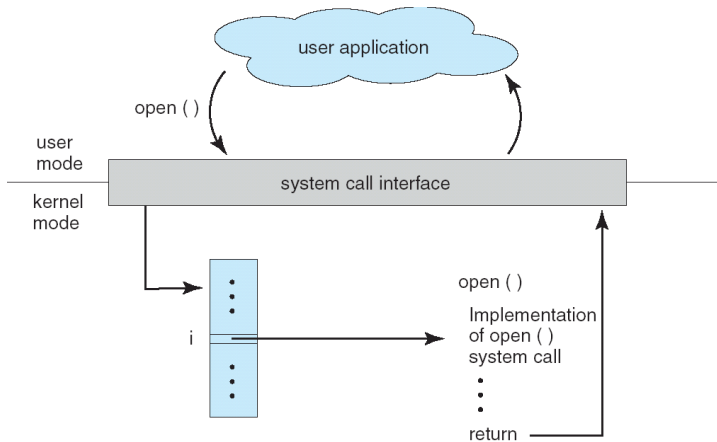 user application
open ( )
user
mode
system call interface
kernel
mode
open ( )
i
Implementation
of open ( )
system call
return